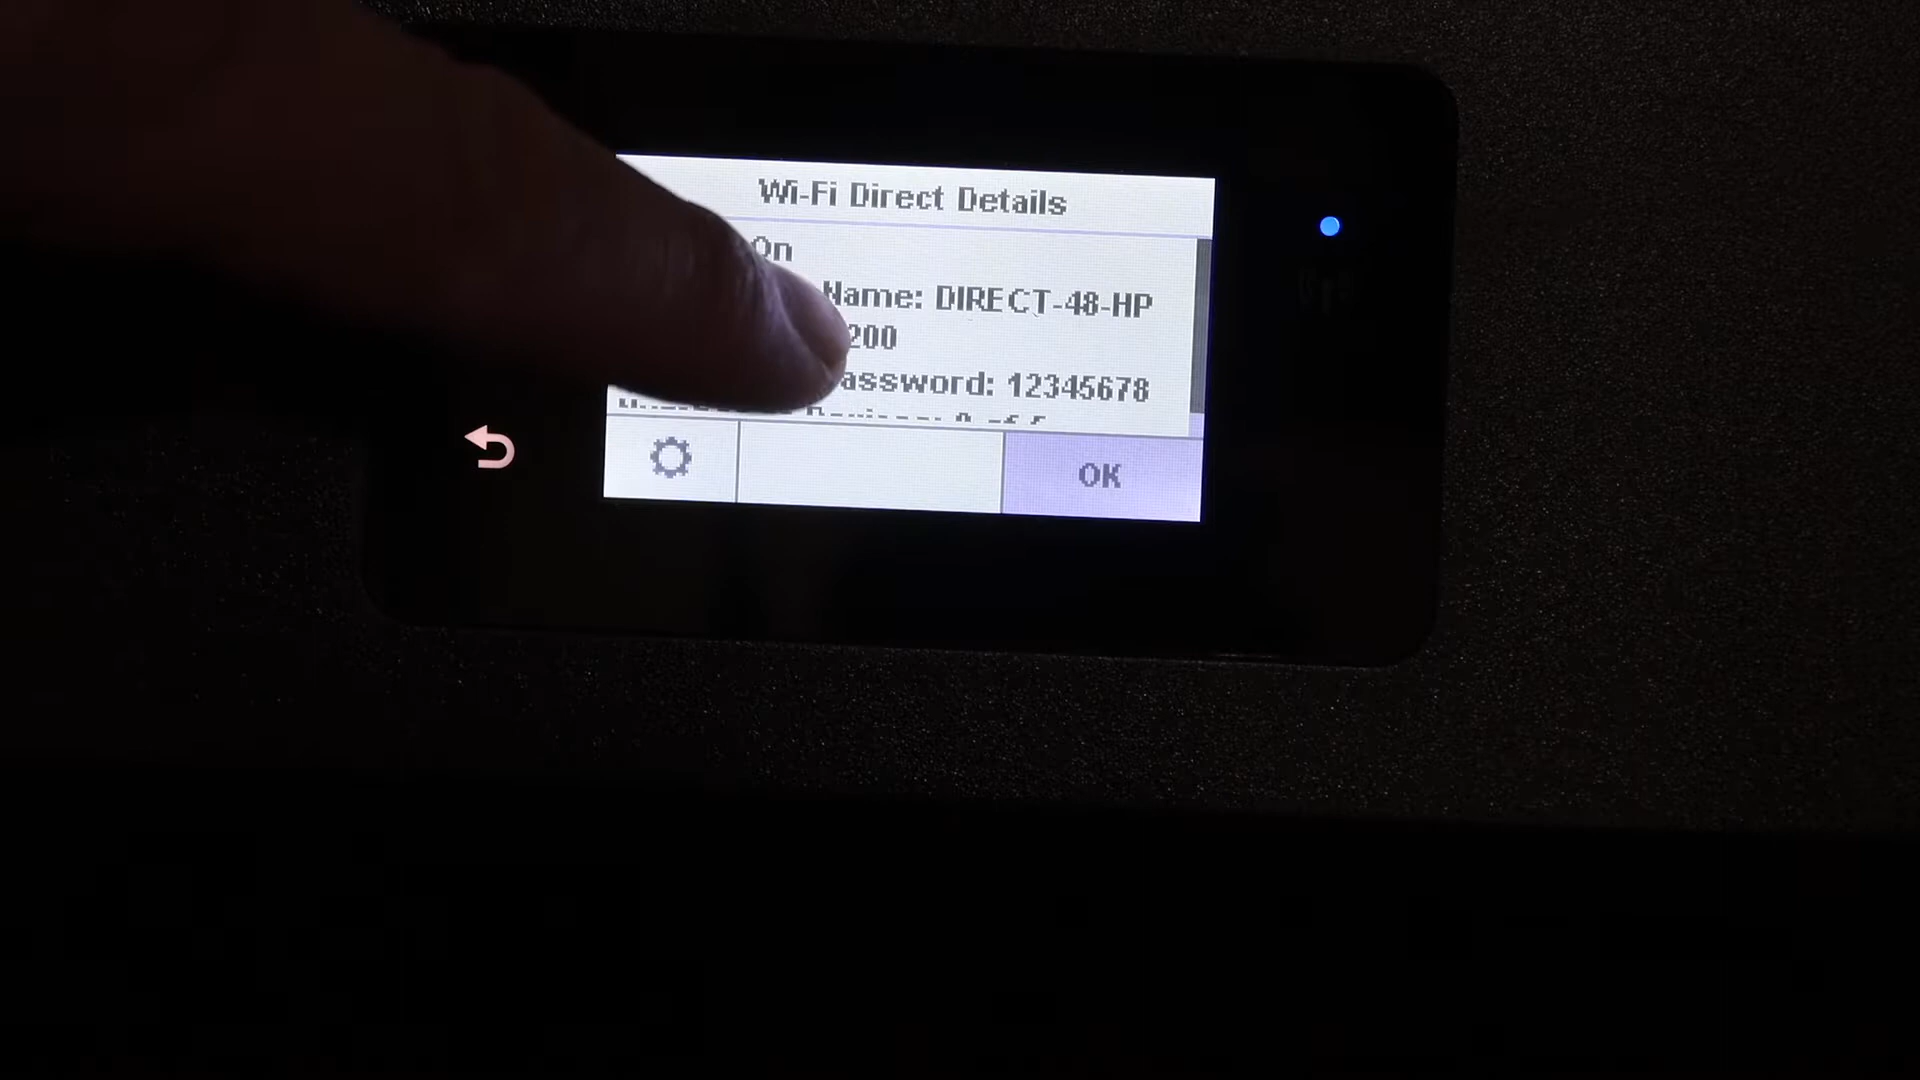 Wi-Fi Direct Details
On
Name: DIRECT-48-HP
200
assword: 12345678
OK